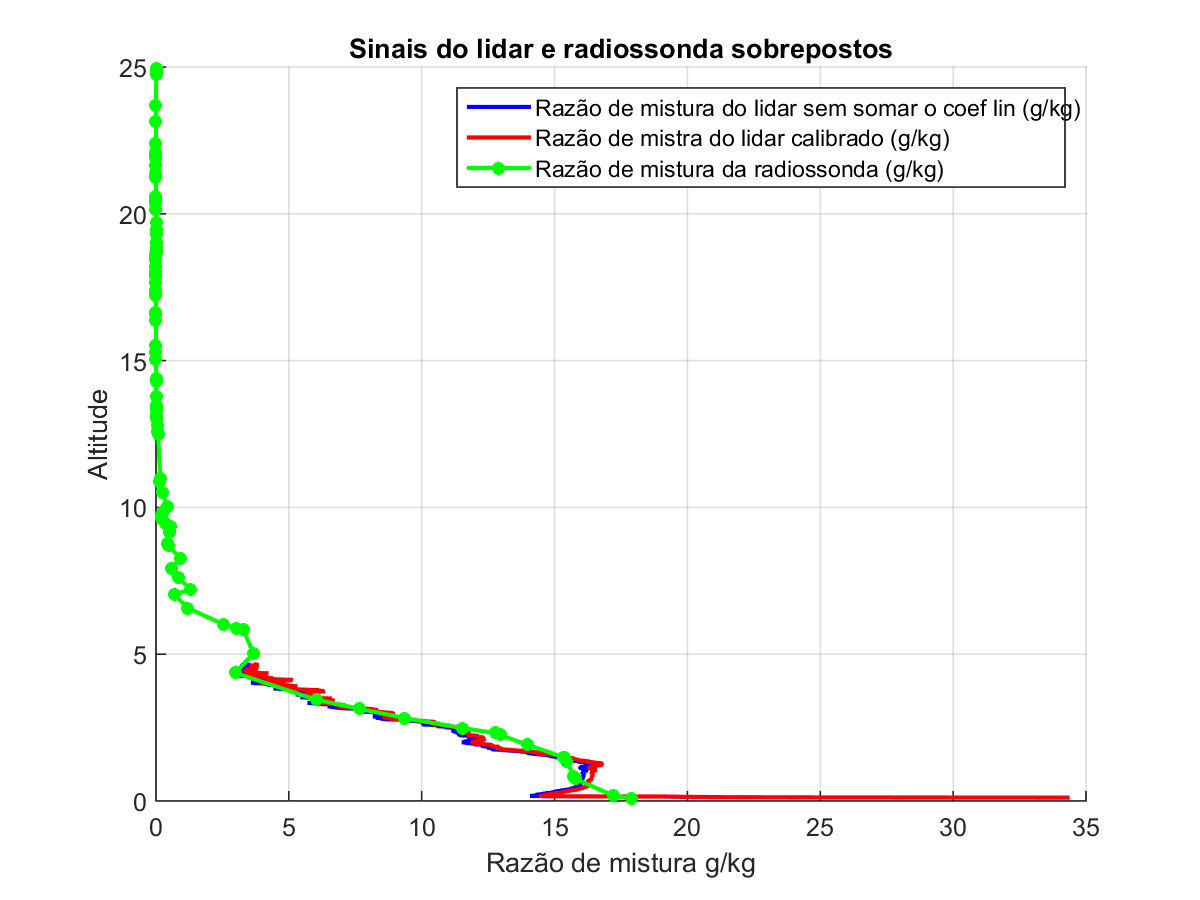 Sinais do lidar e radiossonda sobrepostos
25
20
15
10
5
0
Altitude
Razão de mistura do lidar sem somar o coef lin (g/kg)
Razão de mistra do lidar calibrado (g/kg)
Razão de mistura da radiossonda (g/kg)
0 5 10 15 20 25 30 35
Razão de mistura g/kg